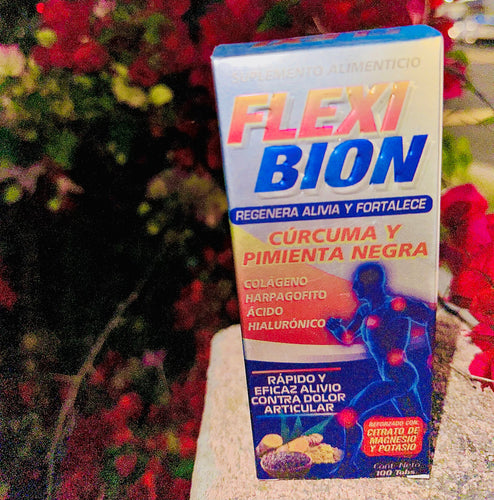 SUPLEMENTO ALIMENTICIO
FLEXI
BION
REGENERA ALIVIA Y FORTALECE
CÚRCUMA Y
PIMIENTA NEGRA
COLÁGENO
HARPAGOFITO
ÁCIDO
HIALURÓNICO
RÁPIDO Y
EFICAZ ALIVIO
CONTRA DOLOR
ARTICULAR
REFORZADO CON:
CITRATO DE
MAGNESIO
Y POTASIO
Cont. Neto
100 Tabs.